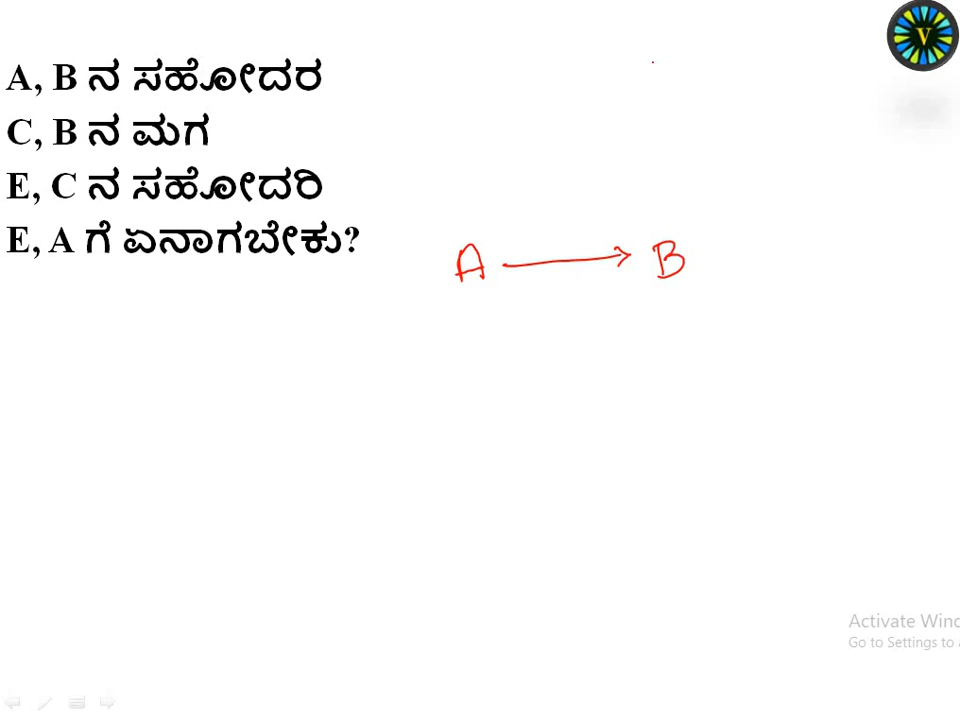 A, B ನ ಸಹೋದರ
C, B ನ ಮಗ
E, C ನ ಸಹೋದರಿ
E, A ಗೆ ಏನಾಗಬೇಕು?
A → B
V
Activate Wind
Go to Settings to a